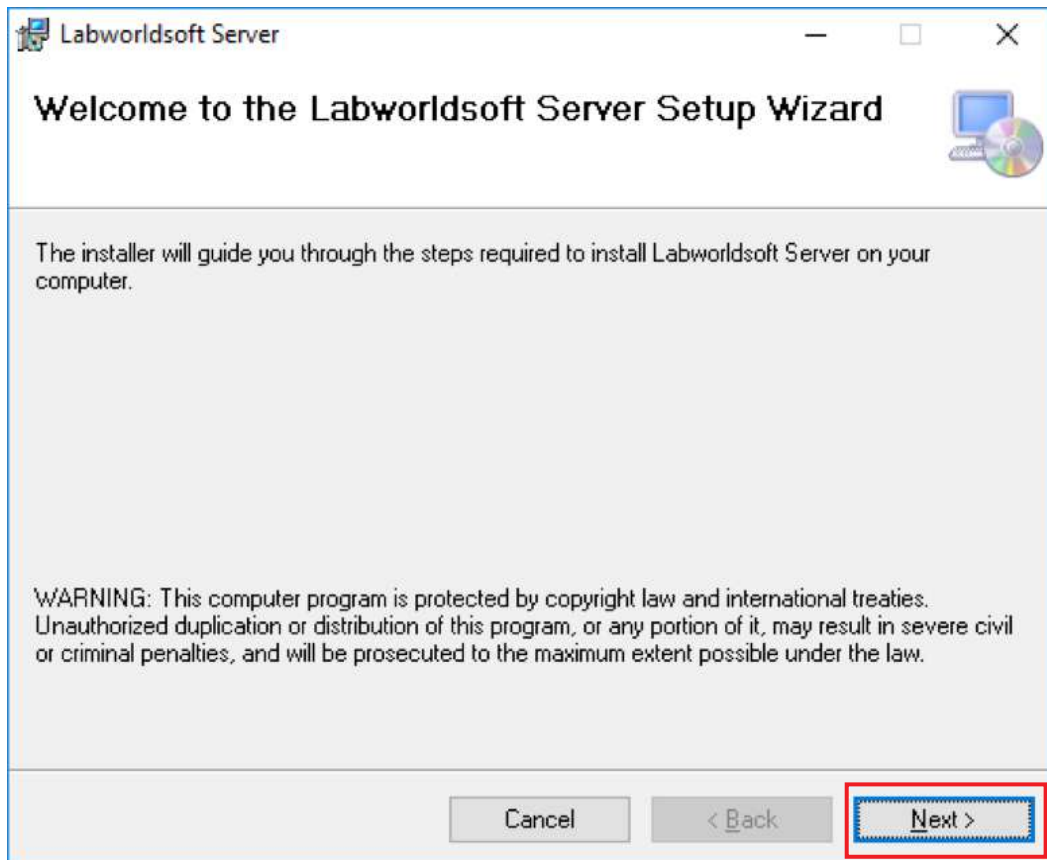 Labworldsoft Server
Welcome to the Labworldsoft Server Setup Wizard
The installer will guide you through the steps required to install Labworldsoft Server on your
computer.
WARNING: This computer program is protected by copyright law and international treaties.
Unauthorized duplication or distribution of this program, or any portion of it, may result in severe civil
or criminal penalties, and will be prosecuted to the maximum extent possible under the law.
Cancel
< Back
Next >